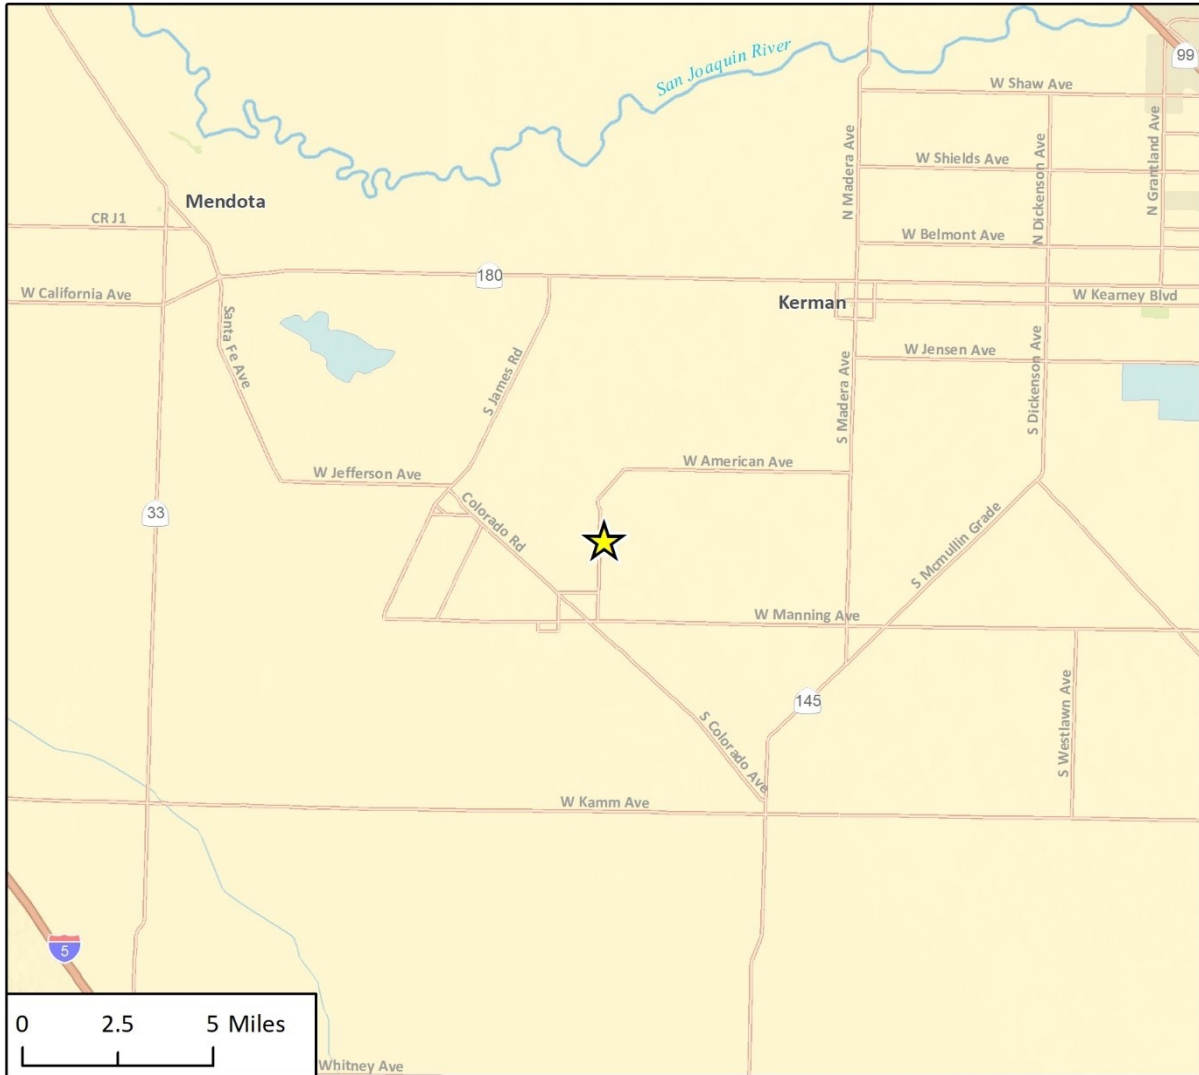 San Joaquin River
99
W Shaw Ave
N Madera Ave
W Shields Ave
N Dickenson Ave
N Grantland Ave
Mendota
CR J1
W Belmont Ave
180
W California Ave
Kerman
W Kearney Blvd
Santa Fe Ave
S James Rd
W Jensen Ave
S Madera Ave
S Dickenson Ave
W Jefferson Ave
W American Ave
33
Colorado Rd
S Mcmullin Grade
W Manning Ave
145
S Westlawn Ave
S Colorado Ave
W Kamm Ave
5
0 2.5 5 Miles
Whitney Ave